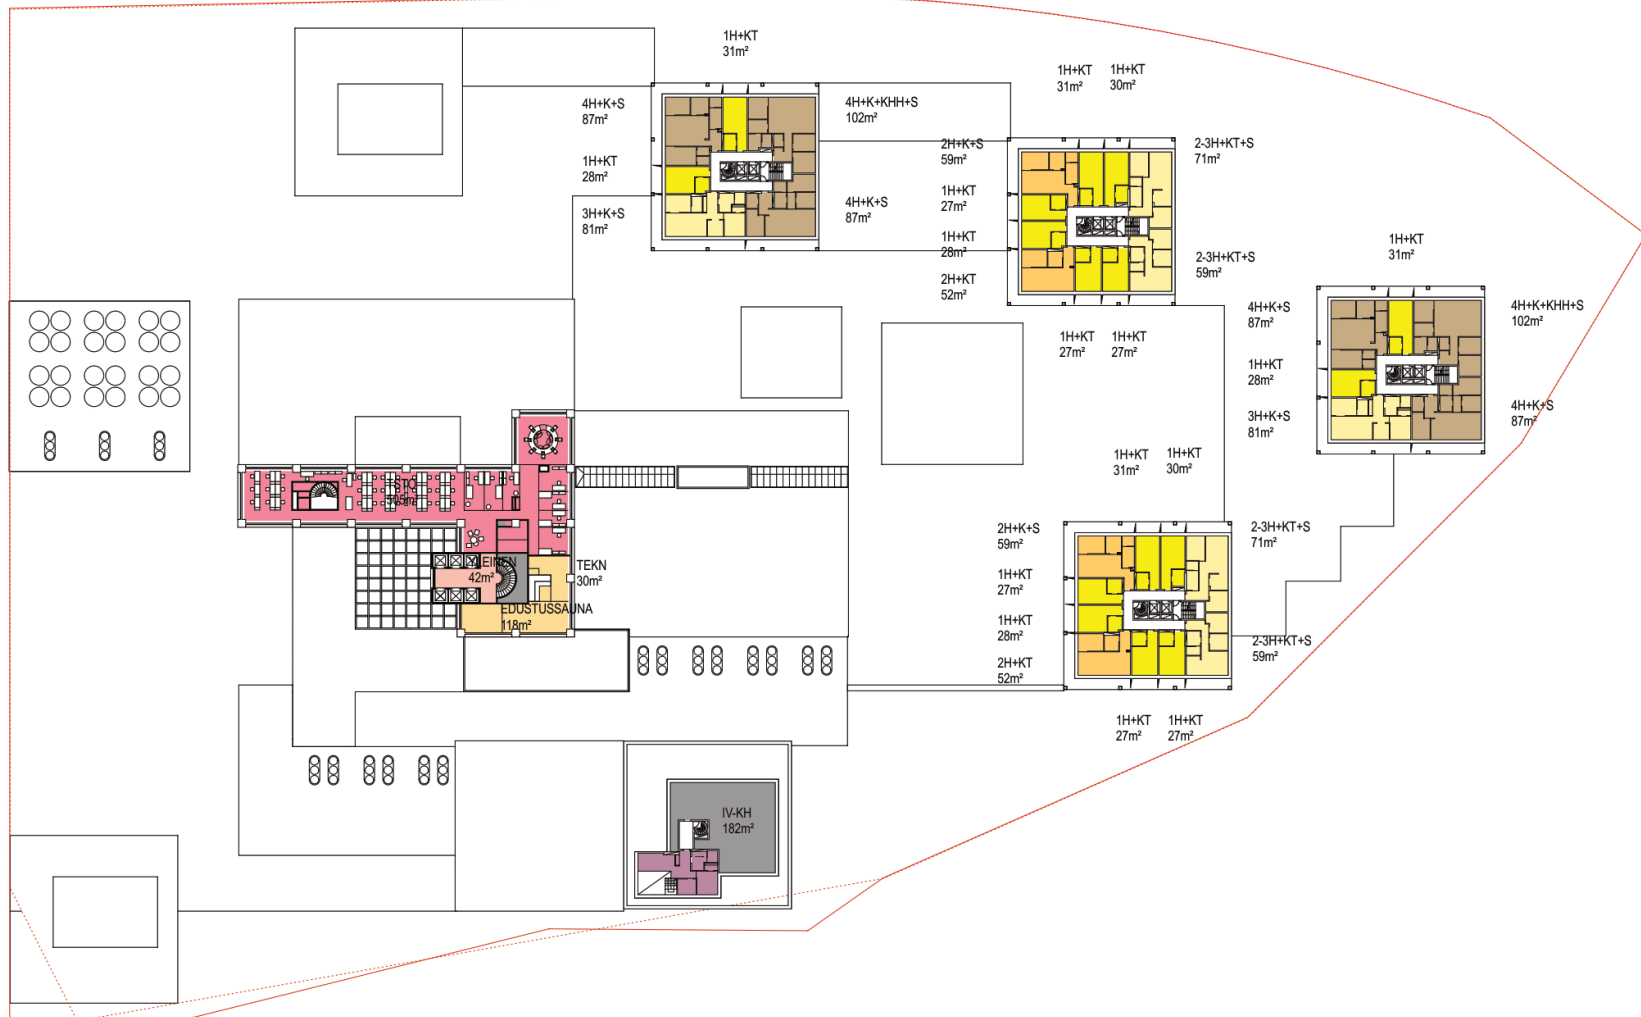 1H+KT
31m²
4H+K+S
87m²
4H+K+KHH+S
102m²
1H+KT
28m²
3H+K+S
81m²
4H+K+S
87m²
1H+KT
31m²
1H+KT
30m²
2H+K+S
59m²
2-3H+KT+S
71m²
1H+KT
27m²
1H+KT
28m²
2H+KT
52m²
2-3H+KT+S
59m²
1H+KT
27m²
1H+KT
27m²
1H+KT
31m²
4H+K+S
87m²
4H+K+KHH+S
102m²
1H+KT
28m²
3H+K+S
81m²
4H+K+S
87m²
1H+KT
31m²
1H+KT
30m²
2H+K+S
59m²
2-3H+KT+S
71m²
1H+KT
27m²
1H+KT
28m²
2H+KT
52m²
2-3H+KT+S
59m²
1H+KT
27m²
1H+KT
27m²
42m²
TEKN
30m²
EDUSTUSSAUNA
118m²
IV-KH
182m²